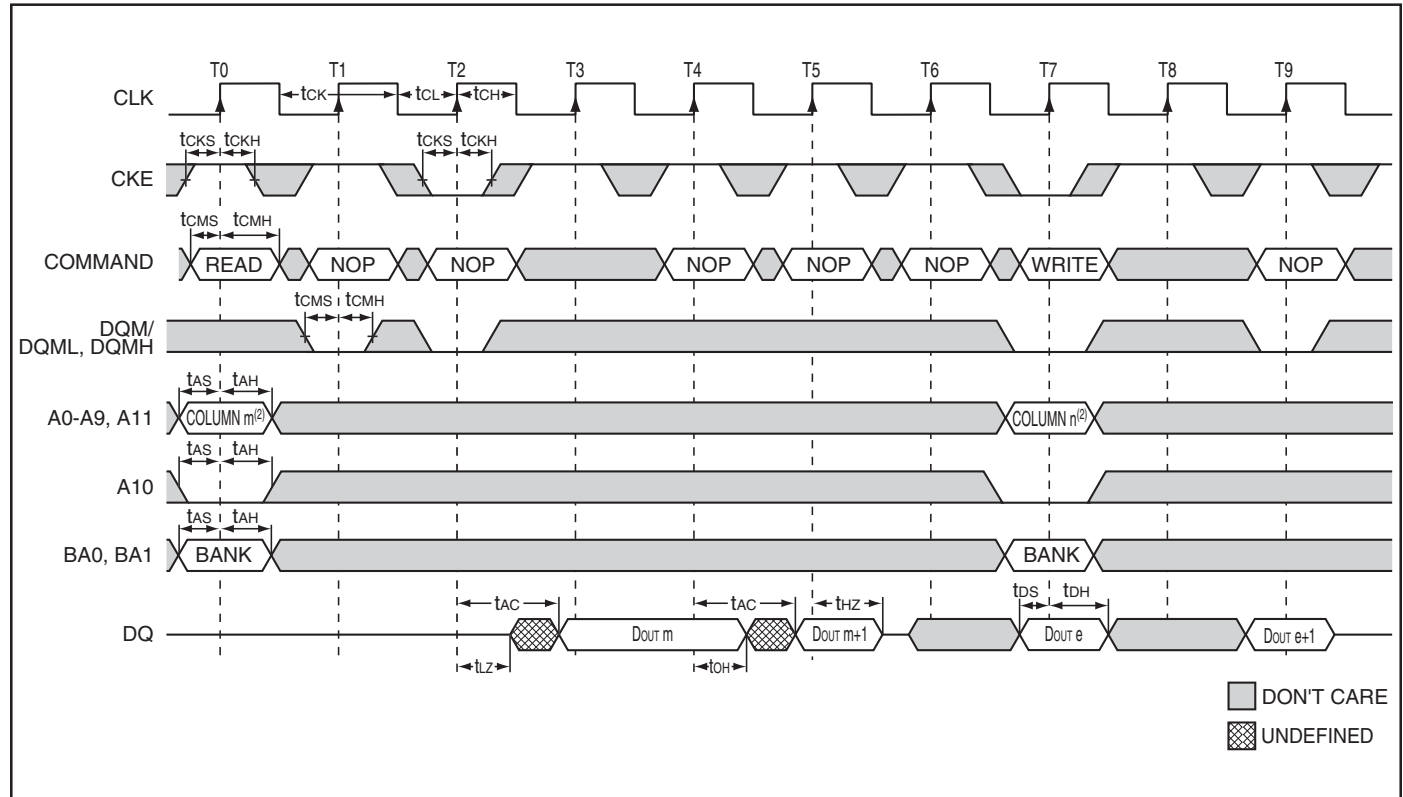 T0 T1 T2 T3 T4 T5 T6 T7 T8 T9
CLK tCK tCL tCH
tCKS tCKH tCKS tCKH
CKE
tCMS tCMH
COMMAND READ NOP NOP NOP NOP NOP WRITE NOP
tCMS tCMH
DQM/
DQML, DQMH
tAS tAH
A0-A9, A11 COLUMN m(2) COLUMN n(2)
tAS tAH
A10
tAS tAH
BA0, BA1 BANK BANK
tAC tAC tHZ tDS tDH
DQ DOUT m DOUT m+1 DOUT e DOUT e+1
tLZ tOH
DON'T CARE
UNDEFINED